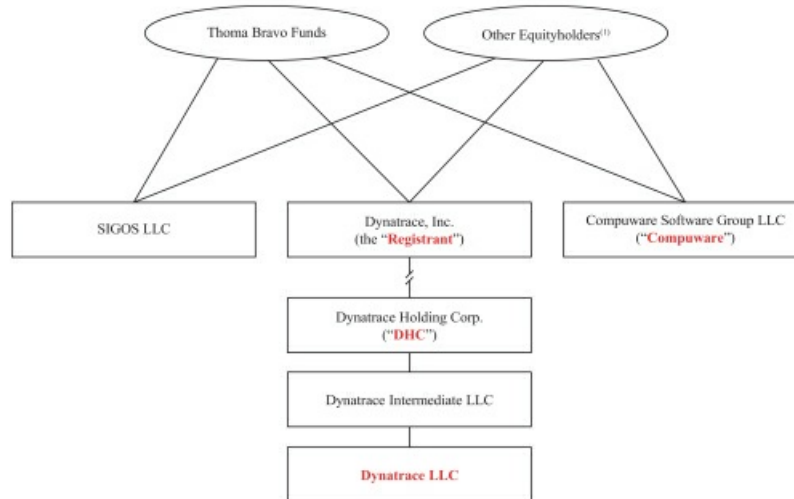 Thoma Bravo Funds
Other Equityholders⁽¹⁾
SIGOS LLC
Dynatrace, Inc.
(the “Registrant”)
Compuware Software Group LLC
(“Compuware”)
Dynatrace Holding Corp.
(“DHC”)
Dynatrace Intermediate LLC
Dynatrace LLC